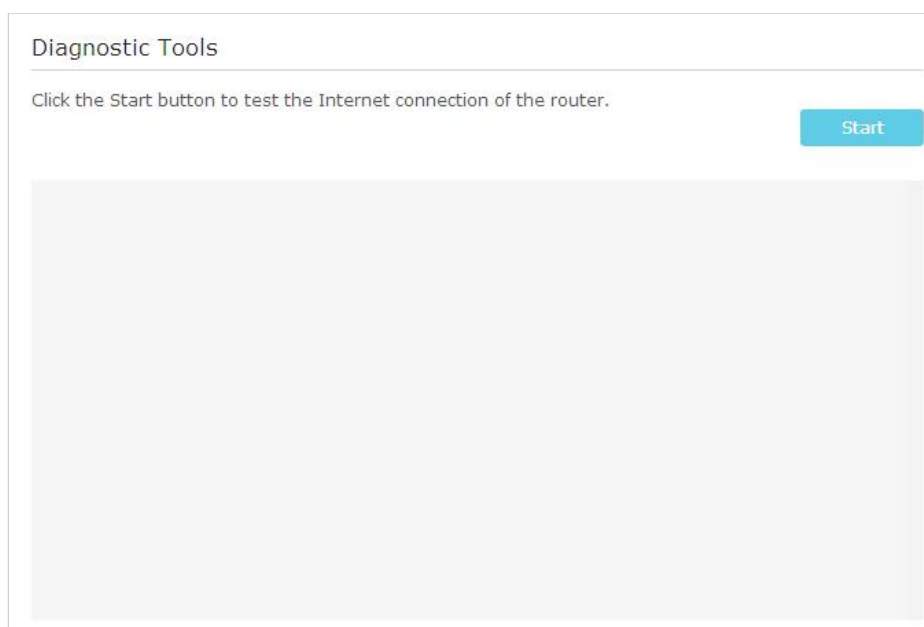 Diagnostic Tools
Click the Start button to test the Internet connection of the router.
Start